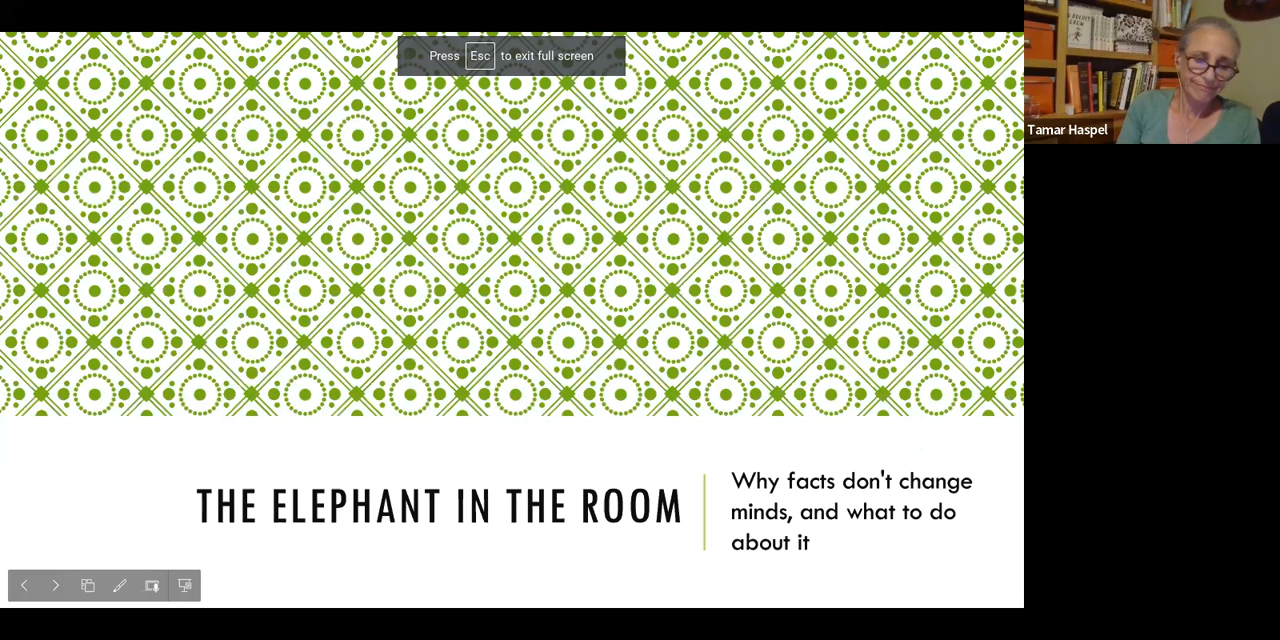 Press Esc to exit full screen
Tamar Haspel
THE ELEPHANT IN THE ROOM
Why facts don't change
minds, and what to do
about it